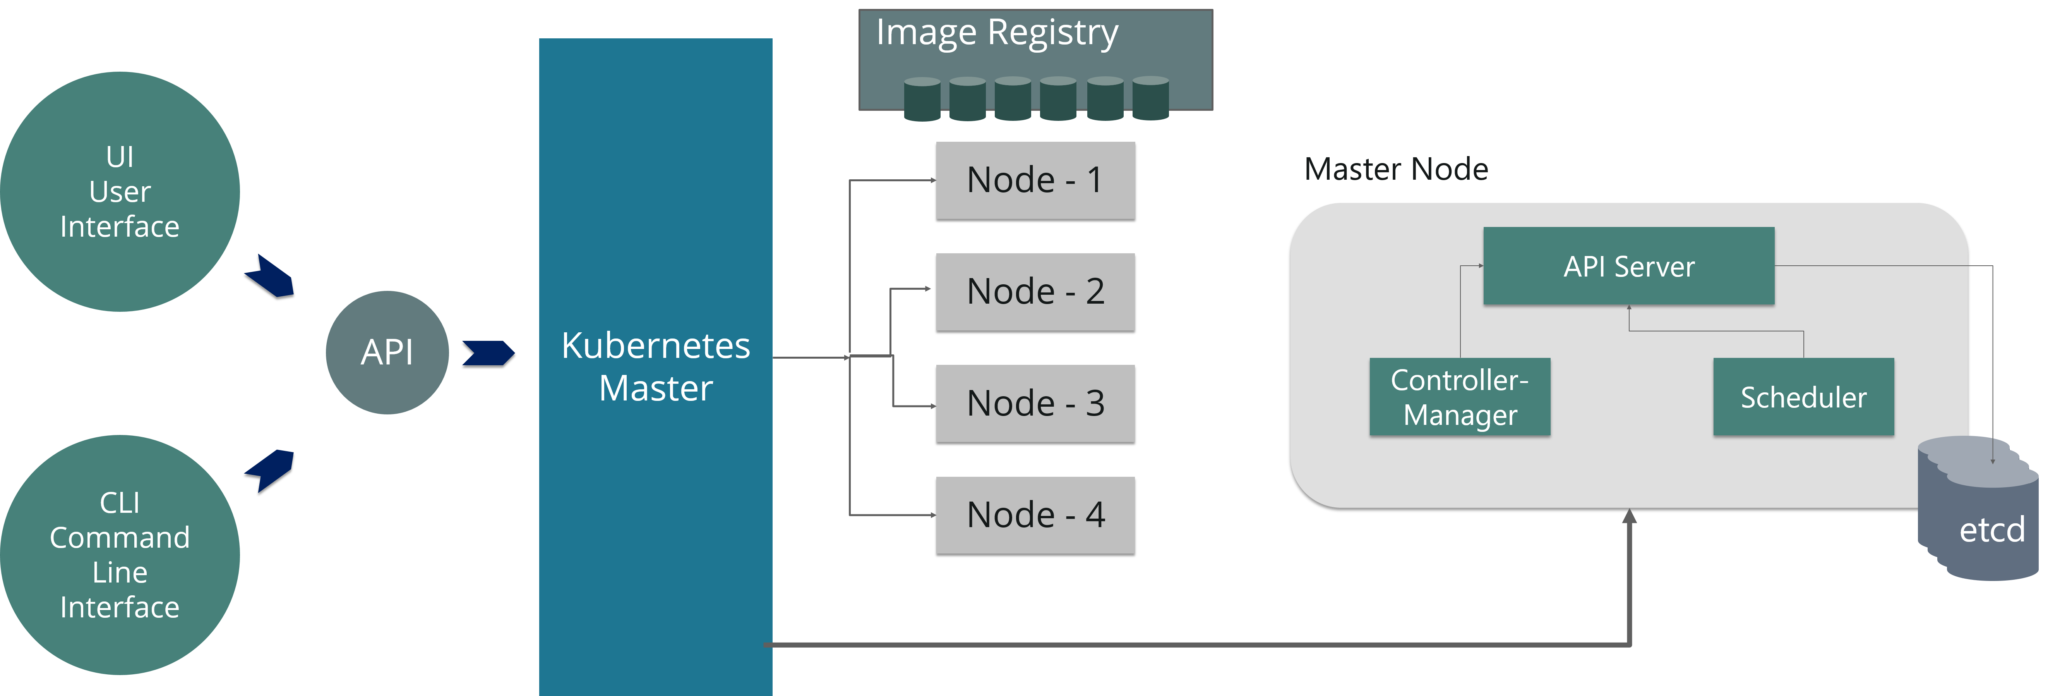 UI
User
Interface
CLI
Command
Line
Interface
API
Kubernetes
Master
Image Registry
Node - 1
Node - 2
Node - 3
Node - 4
Master Node
API Server
Controller-
Manager
Scheduler
etcd